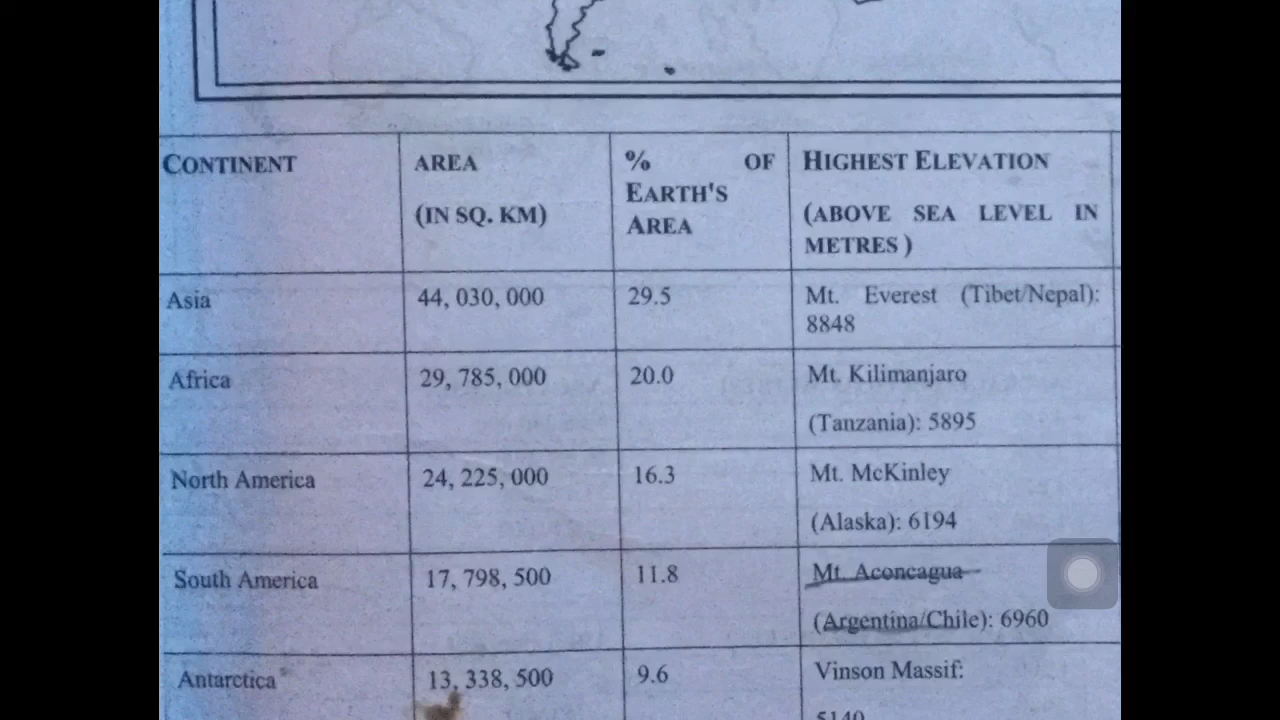 CONTINENT
AREA
(IN SQ. KM)
% OF
EARTH'S
AREA
HIGHEST ELEVATION
(ABOVE SEA LEVEL IN
METRES )
Asia
44, 030, 000
29.5
Mt. Everest (Tibet/Nepal):
8848
Africa
29, 785, 000
20.0
Mt. Kilimanjaro
(Tanzania): 5895
North America
24, 225, 000
16.3
Mt. McKinley
(Alaska): 6194
South America
17, 798, 500
11.8
Mt. Aconcagua
(Argentina/Chile): 6960
Antarctica
13, 338, 500
9.6
Vinson Massif:
5140